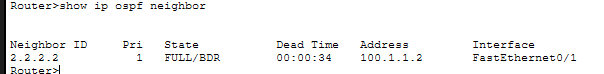 Router>show ip ospf neighbor
Neighbor ID     Pri   State           Dead Time   Address         Interface
2.2.2.2           1   FULL/BDR        00:00:34    100.1.1.2       FastEthernet0/1
Router>